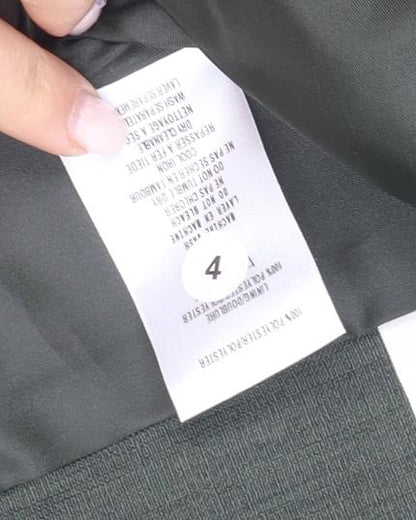 100% POLYESTER/POLYESTER
LINING/DOUBLURE
100% POLYESTER/POLYESTER
4
MACHINE WASH
LAVER EN MACHINE
DO NOT BLEACH
NE PAS CHLORER
DO NOT TUMBLE DRY
NE PAS SECHER EN TAMBOUR
COOL IRON
REPASSER FER TIEDE
DRY CLEANABLE
NETTOYAGE A SEC
WASH SEPARATELY
LAVER SEPAREMENT